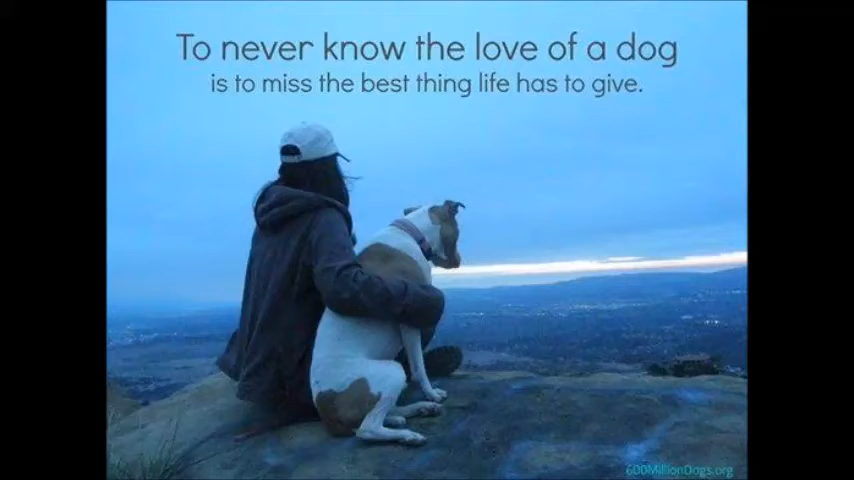 To never know the love of a dog
is to miss the best thing life has to give.
600MillionDogs.org